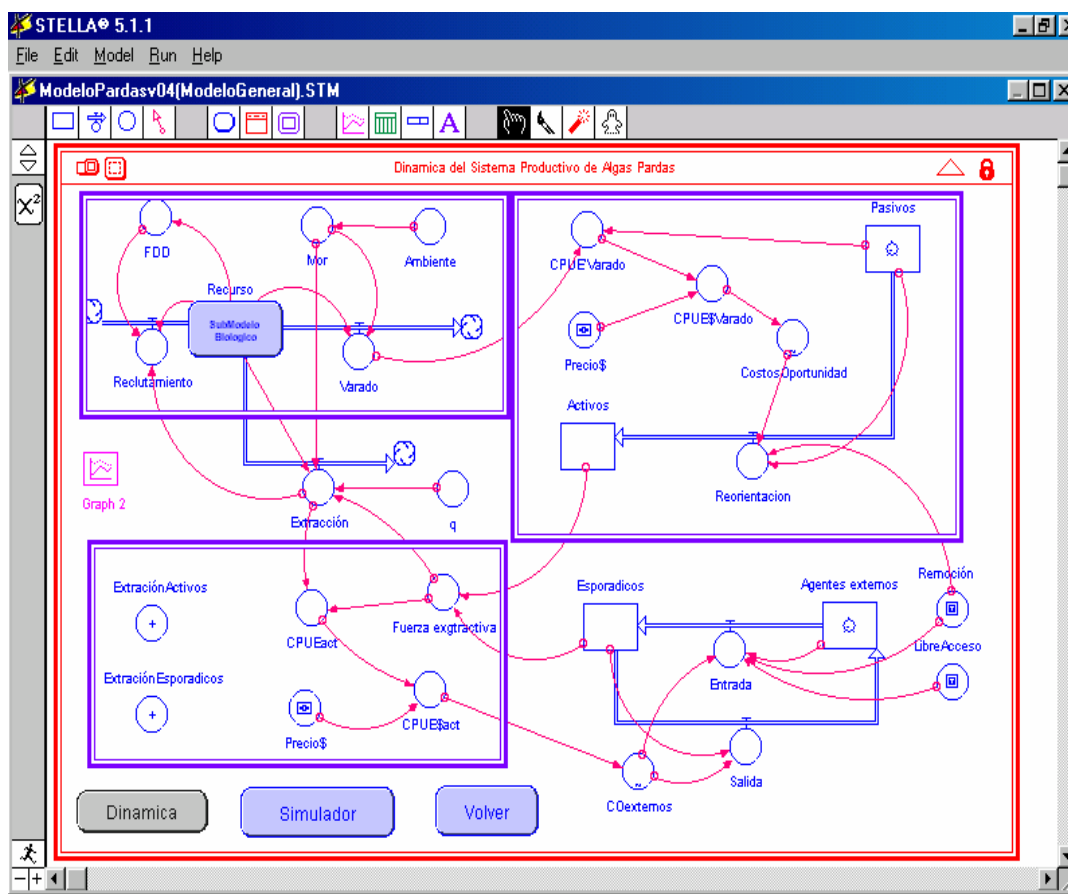 STELLA® 5.1.1
File Edit Model Run Help
ModeloPardasv04(ModeloGeneral).STM
A
X²
Dinamica del Sistema Productivo de Algas Pardas
FDD
Mor
Ambiente
Recurso
SubModelo
Biologico
Reclutamiento
Varado
Pasivos
CPUEVarado
CPUE$Varado
Precio$
Costos Oportunidad
Activos
Reorientacion
Graph 2
Extracción
q
ExtraciónActivos
CPUEact
Fuerza exgtractiva
ExtraciónEsporadicos
Precio$
CPUE$act
Esporadicos
Agentes externos
Remoción
LibreAcceso
Entrada
Salida
COexternos
Dinamica
Simulador
Volver